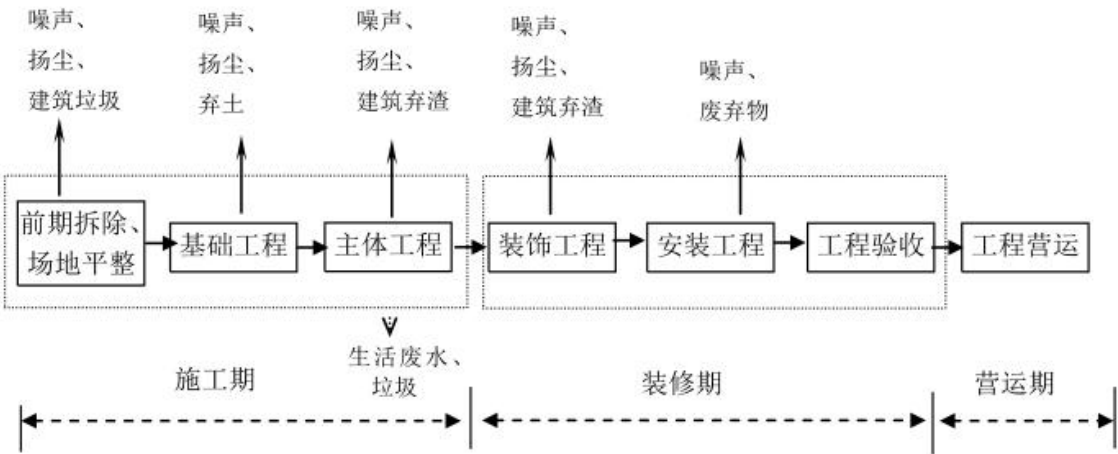 噪声、
扬尘、
建筑垃圾
噪声、
扬尘、
弃土
噪声、
扬尘、
建筑弃渣
噪声、
扬尘、
建筑弃渣
噪声、
废弃物
前期拆除、
场地平整
基础工程
主体工程
装饰工程
安装工程
工程验收
工程营运
生活废水、
垃圾
施工期
装修期
营运期